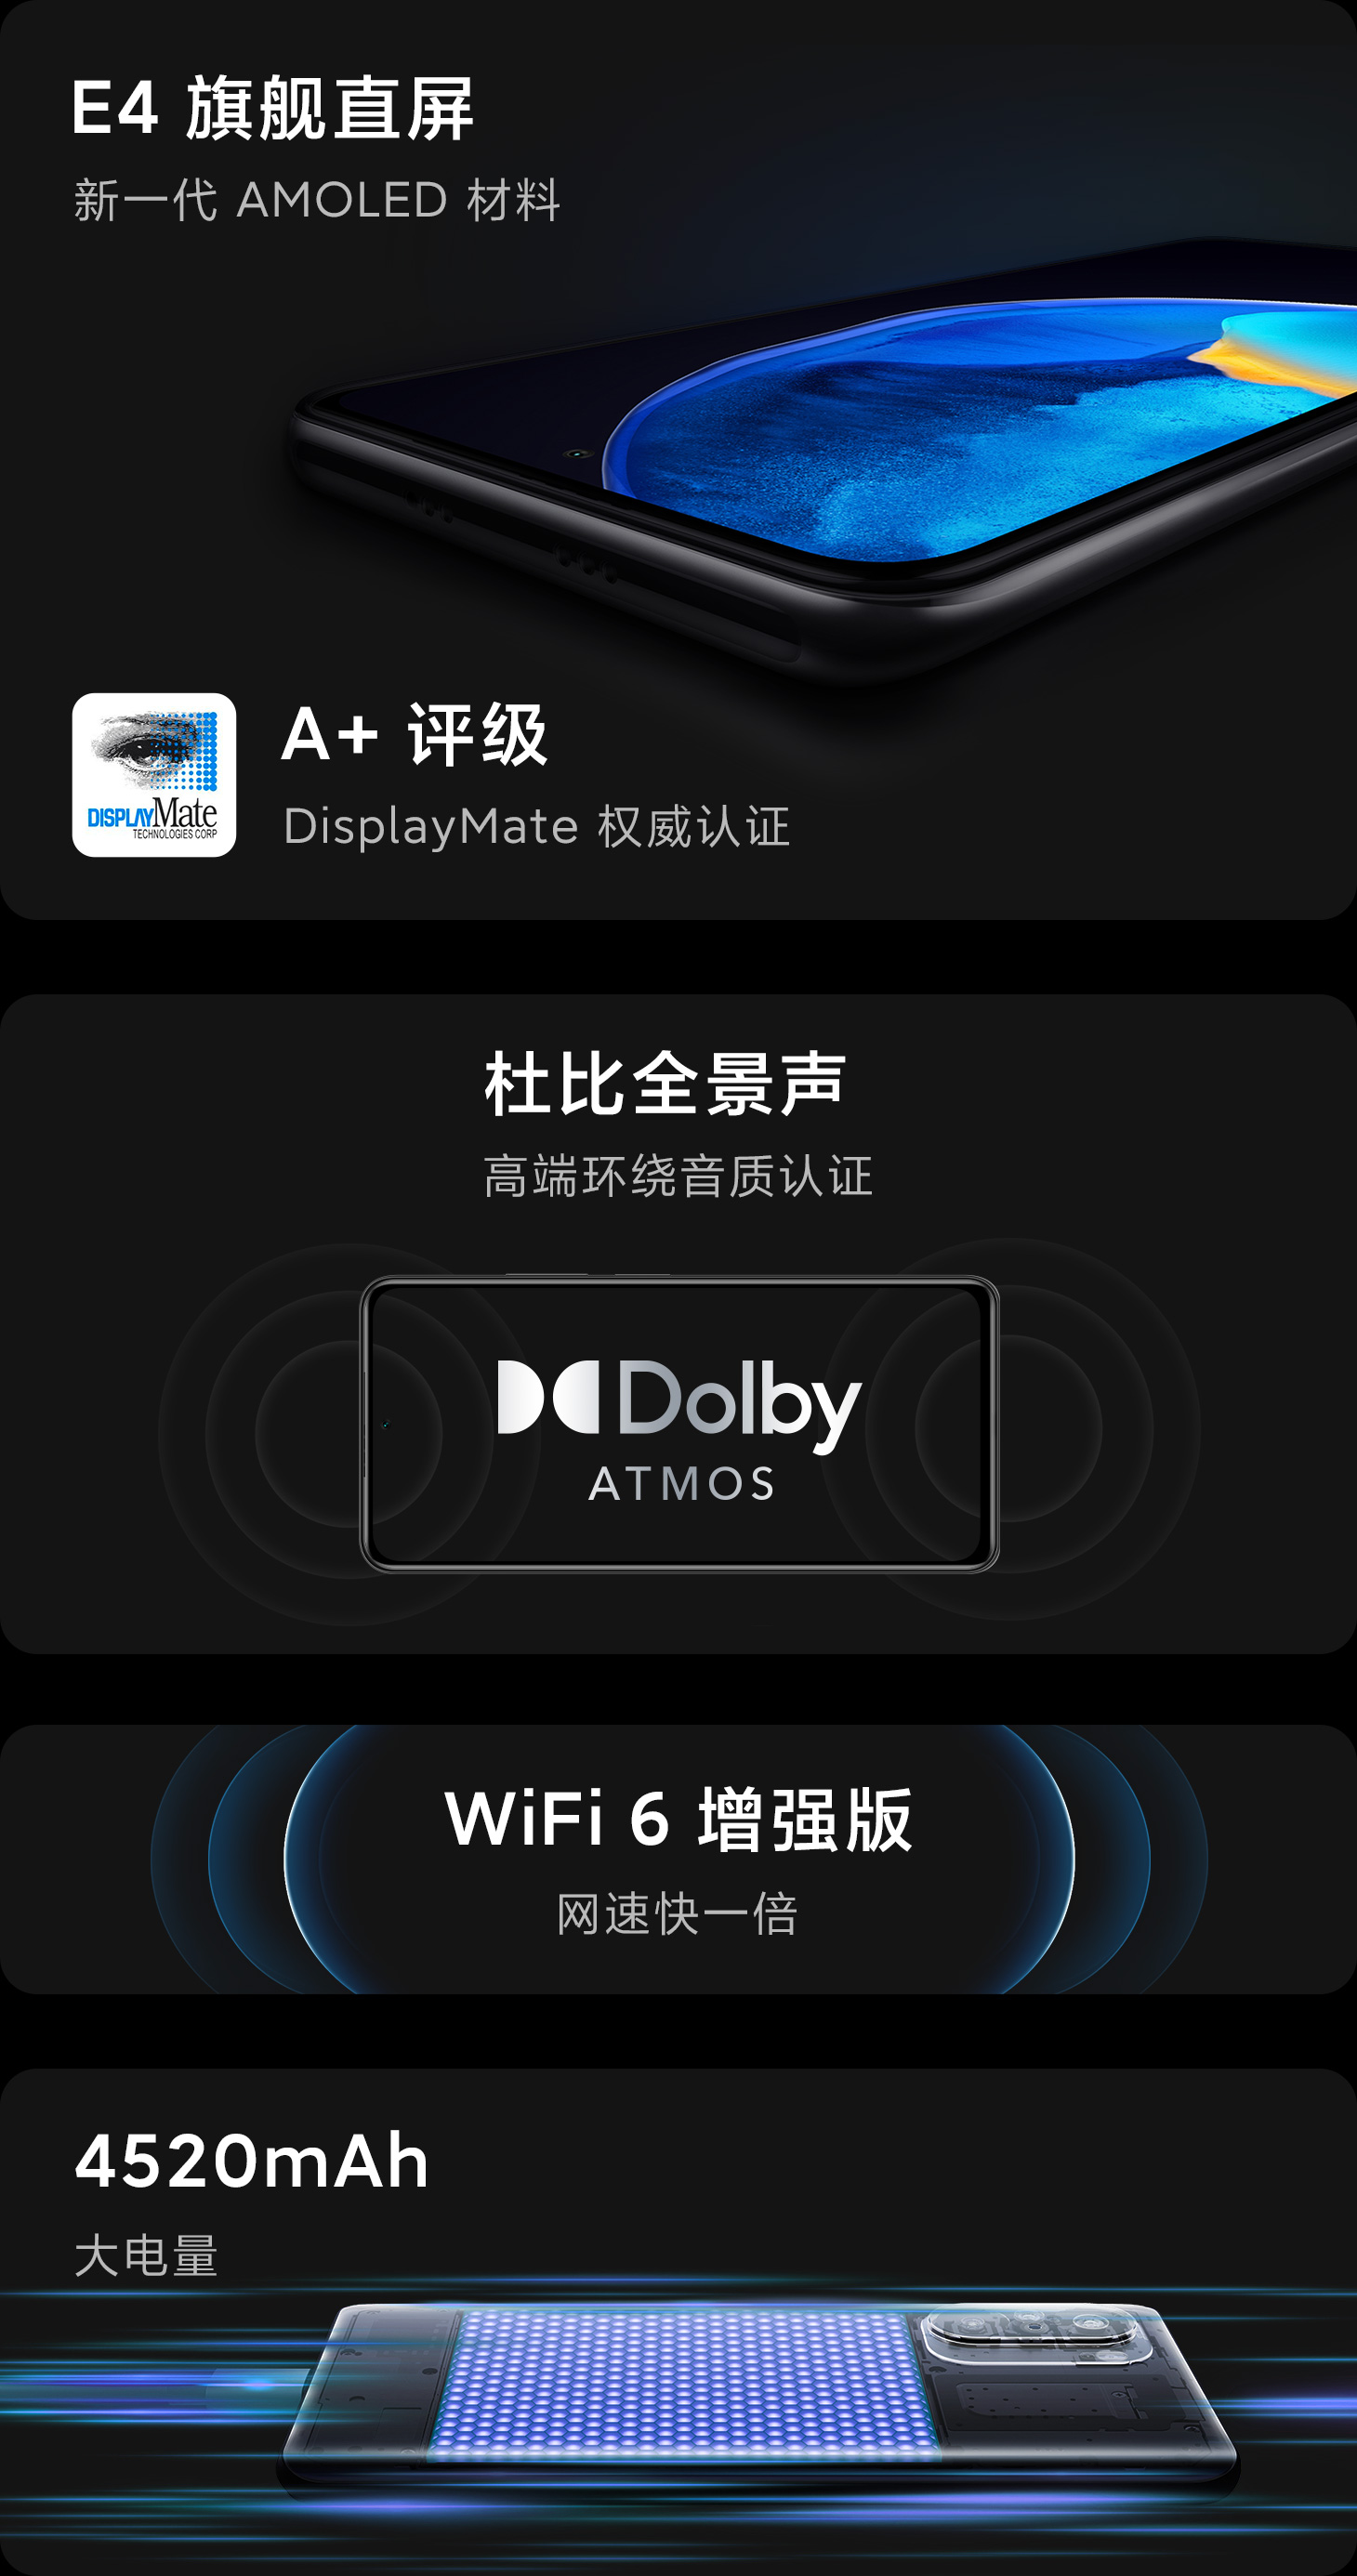 E4 旗舰直屏
新一代 AMOLED 材料
DISPLAYMate
TECHNOLOGIES CORP
A+ 评级
DisplayMate 权威认证
杜比全景声
高端环绕音质认证
Dolby
ATMOS
WiFi 6 增强版
网速快一倍
4520mAh
大电量